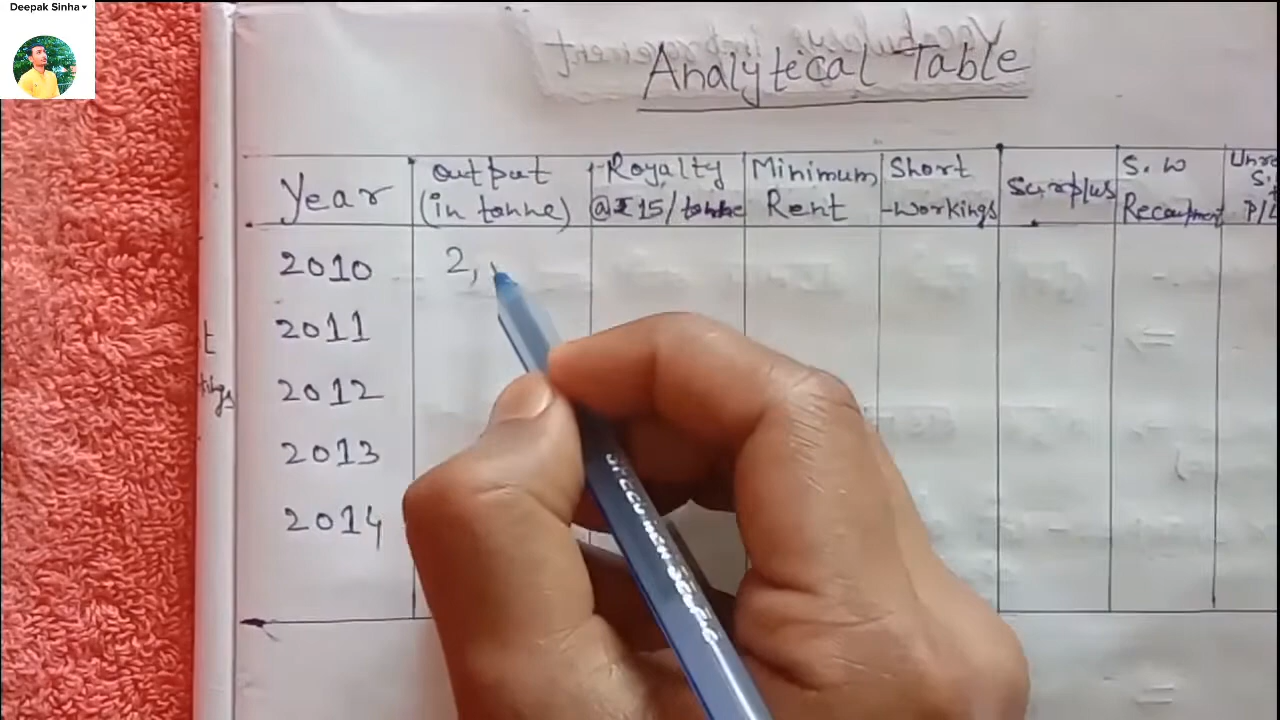 Deepak Sinha
Analytecal Table
Year
output
(in tonne)
Royalty
@₹15/tonne
Minimum
Rent
Short
-workings
Surplus
S. W
Recoupment
2010
2,
2011
2012
2013
2014